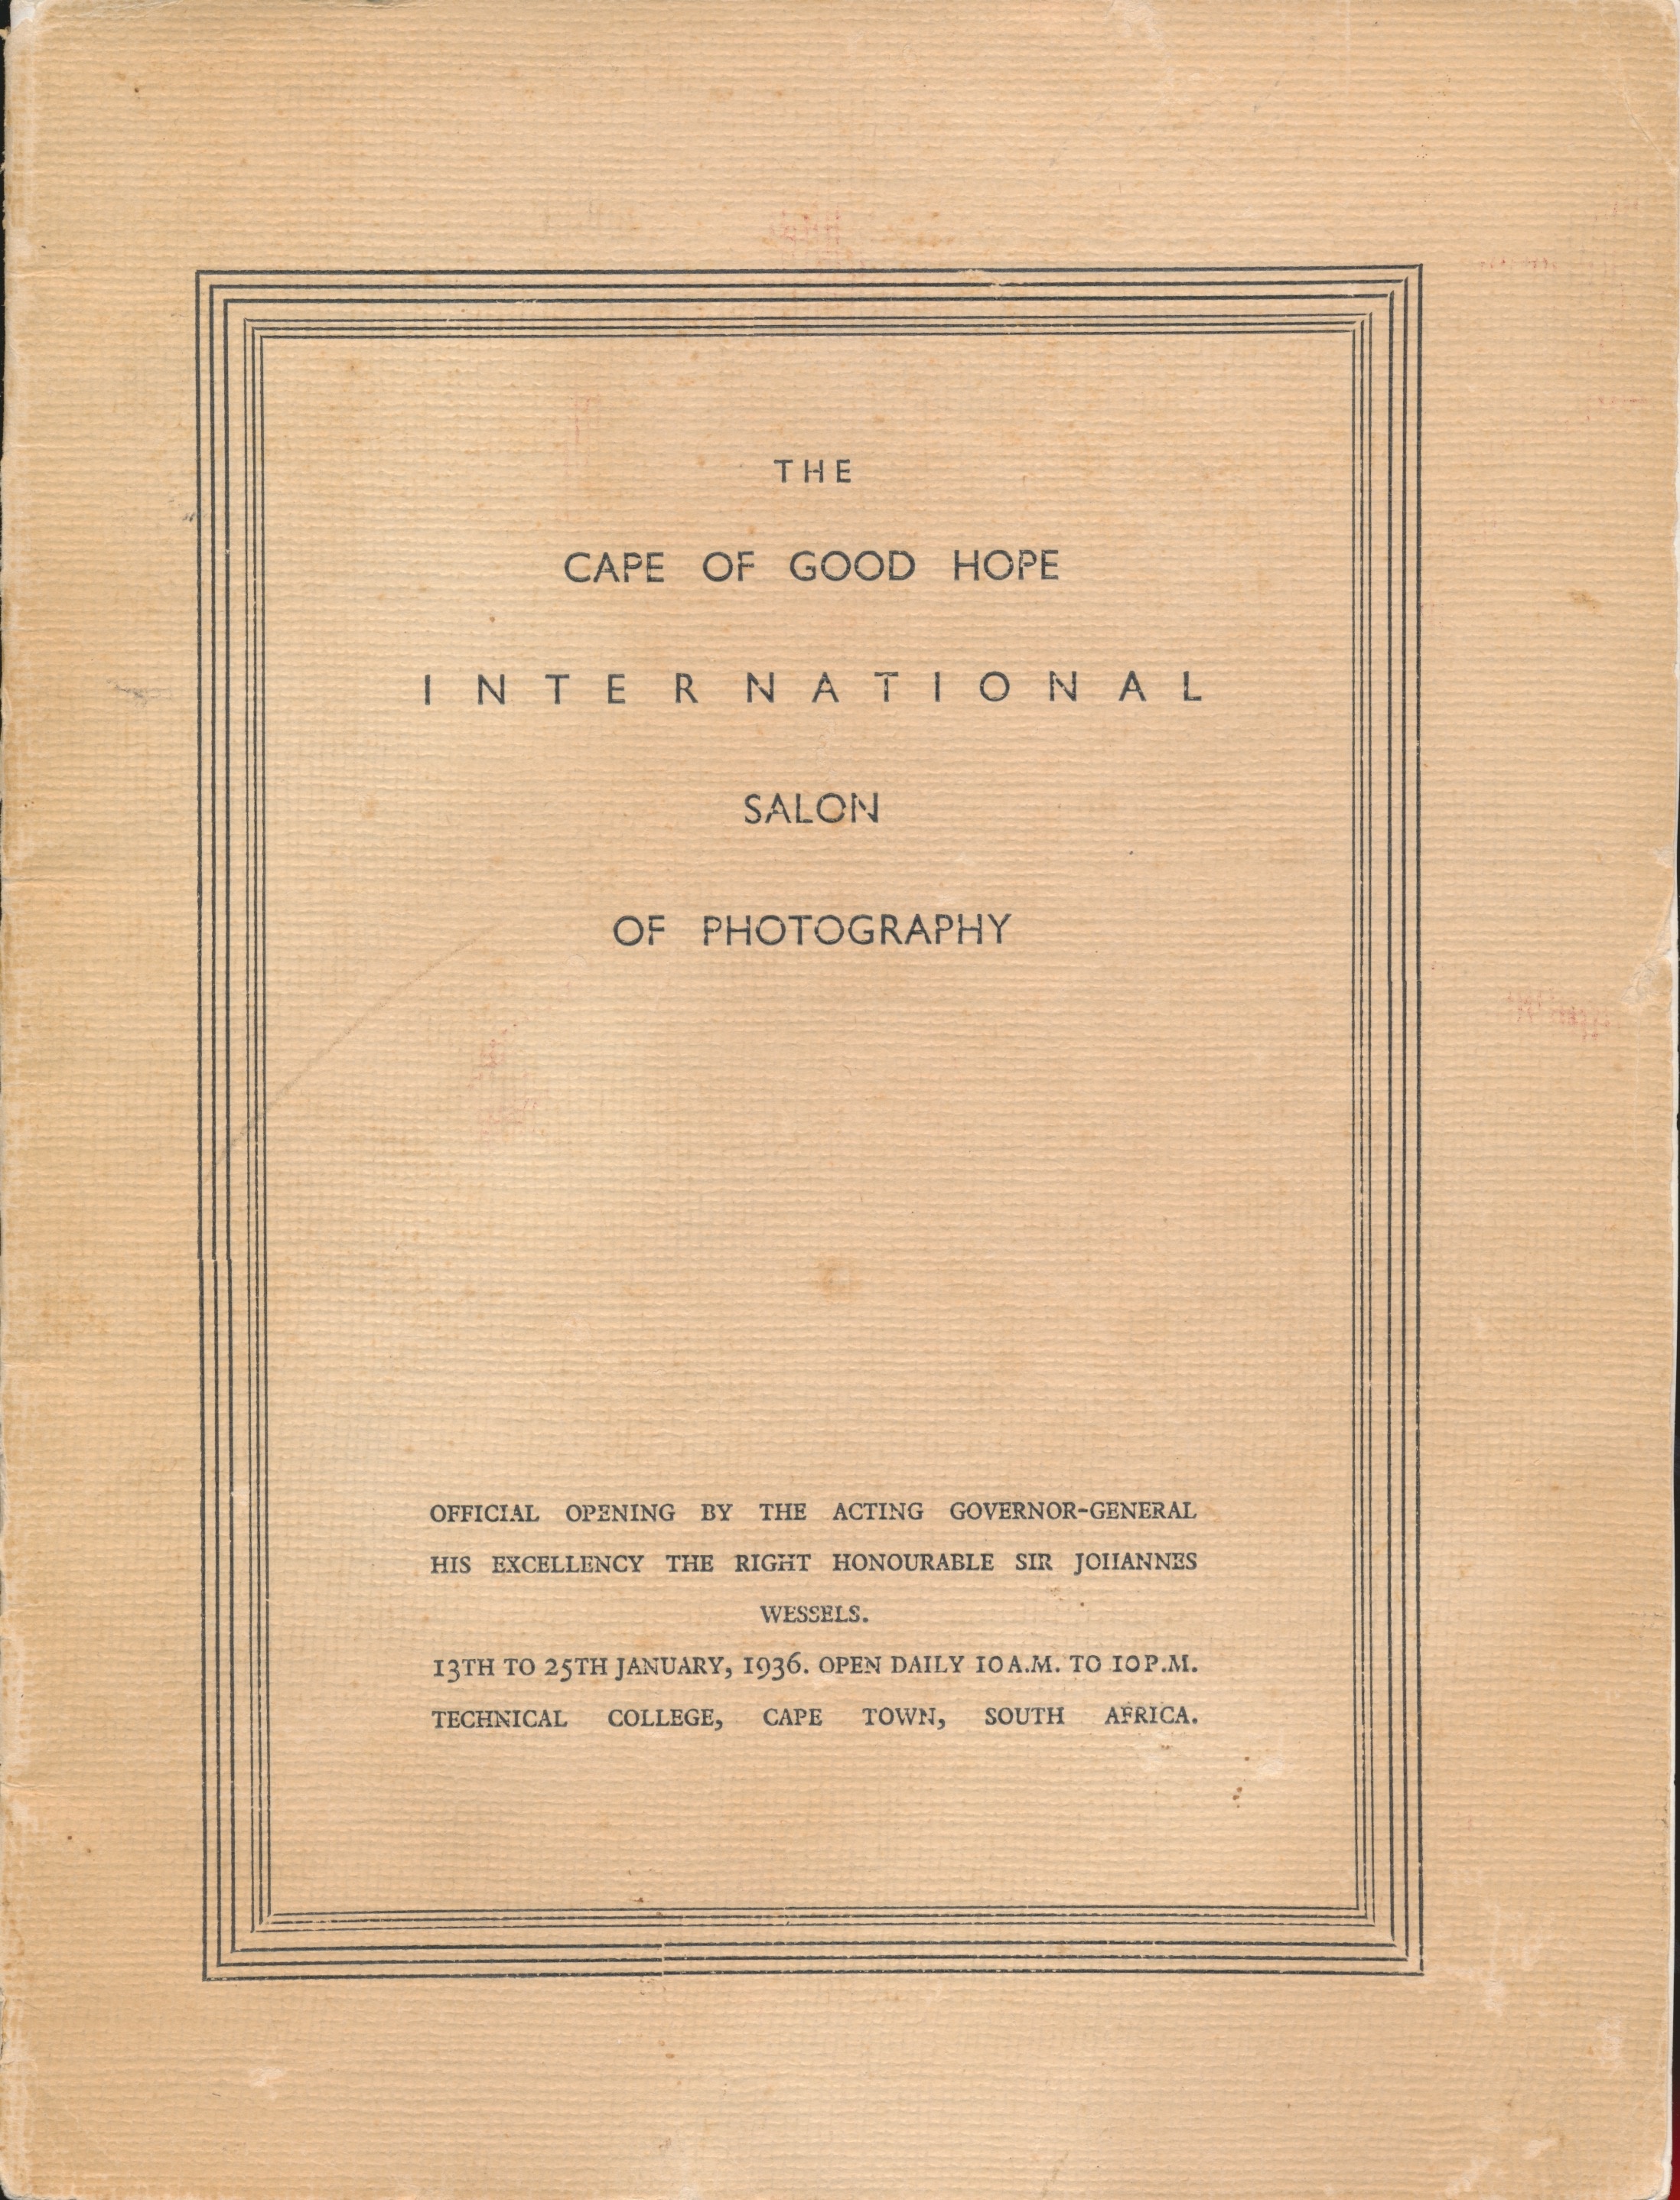 THE
CAPE OF GOOD HOPE
INTERNATIONAL
SALON
OF PHOTOGRAPHY
OFFICIAL OPENING BY THE ACTING GOVERNOR-GENERAL
HIS EXCELLENCY THE RIGHT HONOURABLE SIR JOHANNES
WESSELS.
13TH TO 25TH JANUARY, 1936. OPEN DAILY 10 A.M. TO 10 P.M.
TECHNICAL COLLEGE, CAPE TOWN, SOUTH AFRICA.